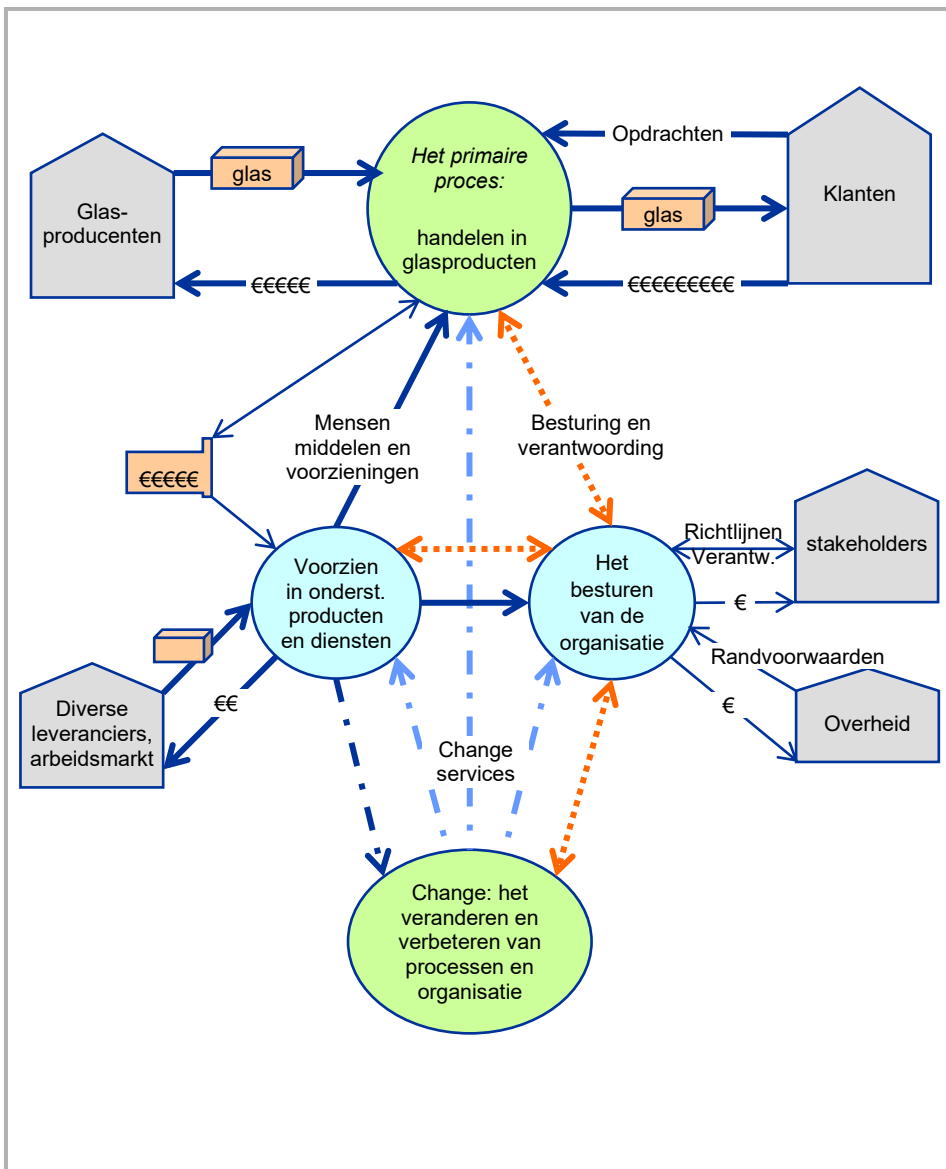 Opdrachten
Het primaire
proces:
handelen in
glasproducten
glas
Glas-
producenten
Klanten
glas
€€€€€
€€€€€€€€€
Mensen
middelen en
voorzieningen
Besturing en
verantwoording
€€€€€
Richtlijnen
Verantw.
stakeholders
Voorzien
in onderst.
producten
en diensten
Het
besturen
van de
organisatie
€
Randvoorwaarden
€€
€
Diverse
leveranciers,
arbeidsmarkt
Overheid
Change
services
Change: het
veranderen en
verbeteren van
processen en
organisatie